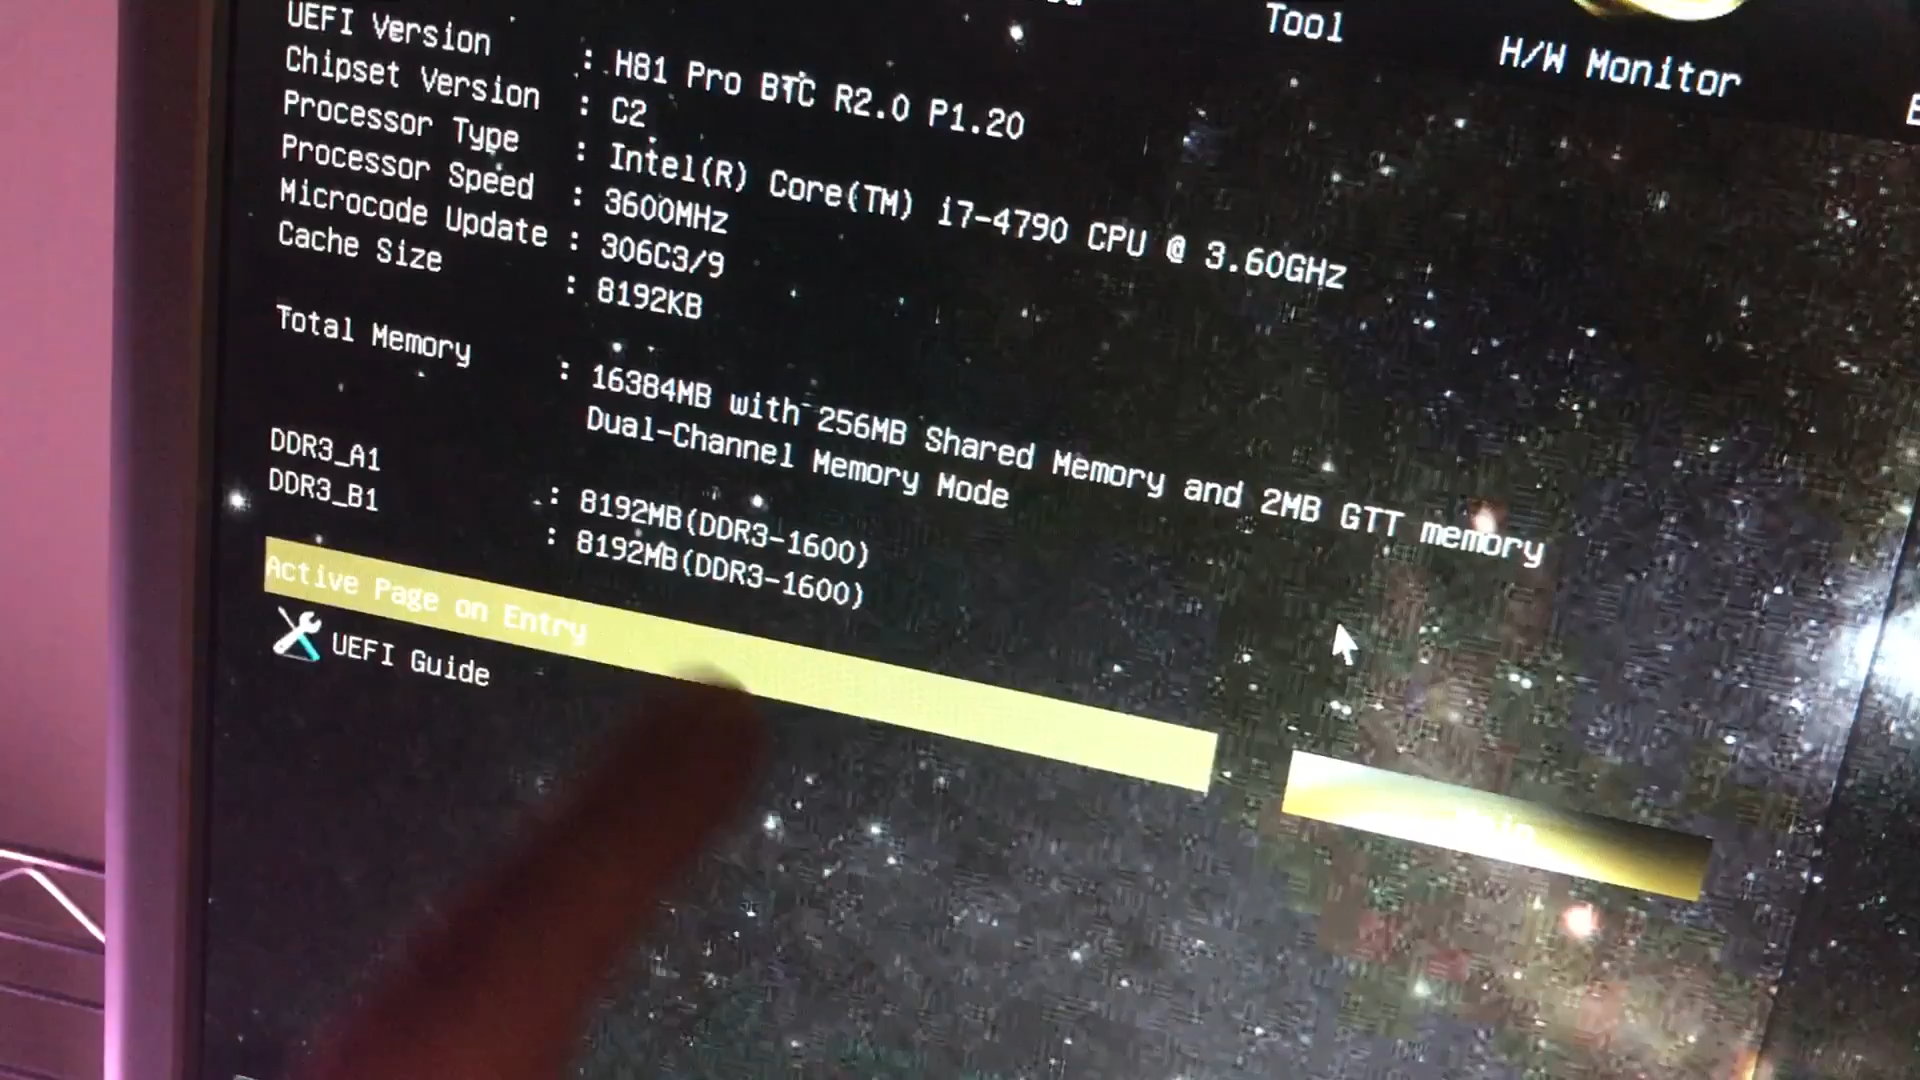 Tool
H/W Monitor
UEFI Version : H81 Pro BTC R2.0 P1.20
Chipset Version : C2
Processor Type : Intel(R) Core(TM) i7-4790 CPU @ 3.60GHz
Processor Speed : 3600MHz
Microcode Update : 306C3/9
Cache Size : 8192KB
Total Memory : 16384MB with 256MB Shared Memory and 2MB GTT memory
Dual-Channel Memory Mode
DDR3_A1 : 8192MB(DDR3-1600)
DDR3_B1 : 8192MB(DDR3-1600)
Active Page on Entry
UEFI Guide